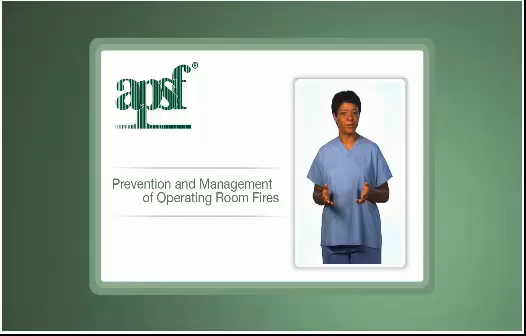 apsf®
Prevention and Management
of Operating Room Fires